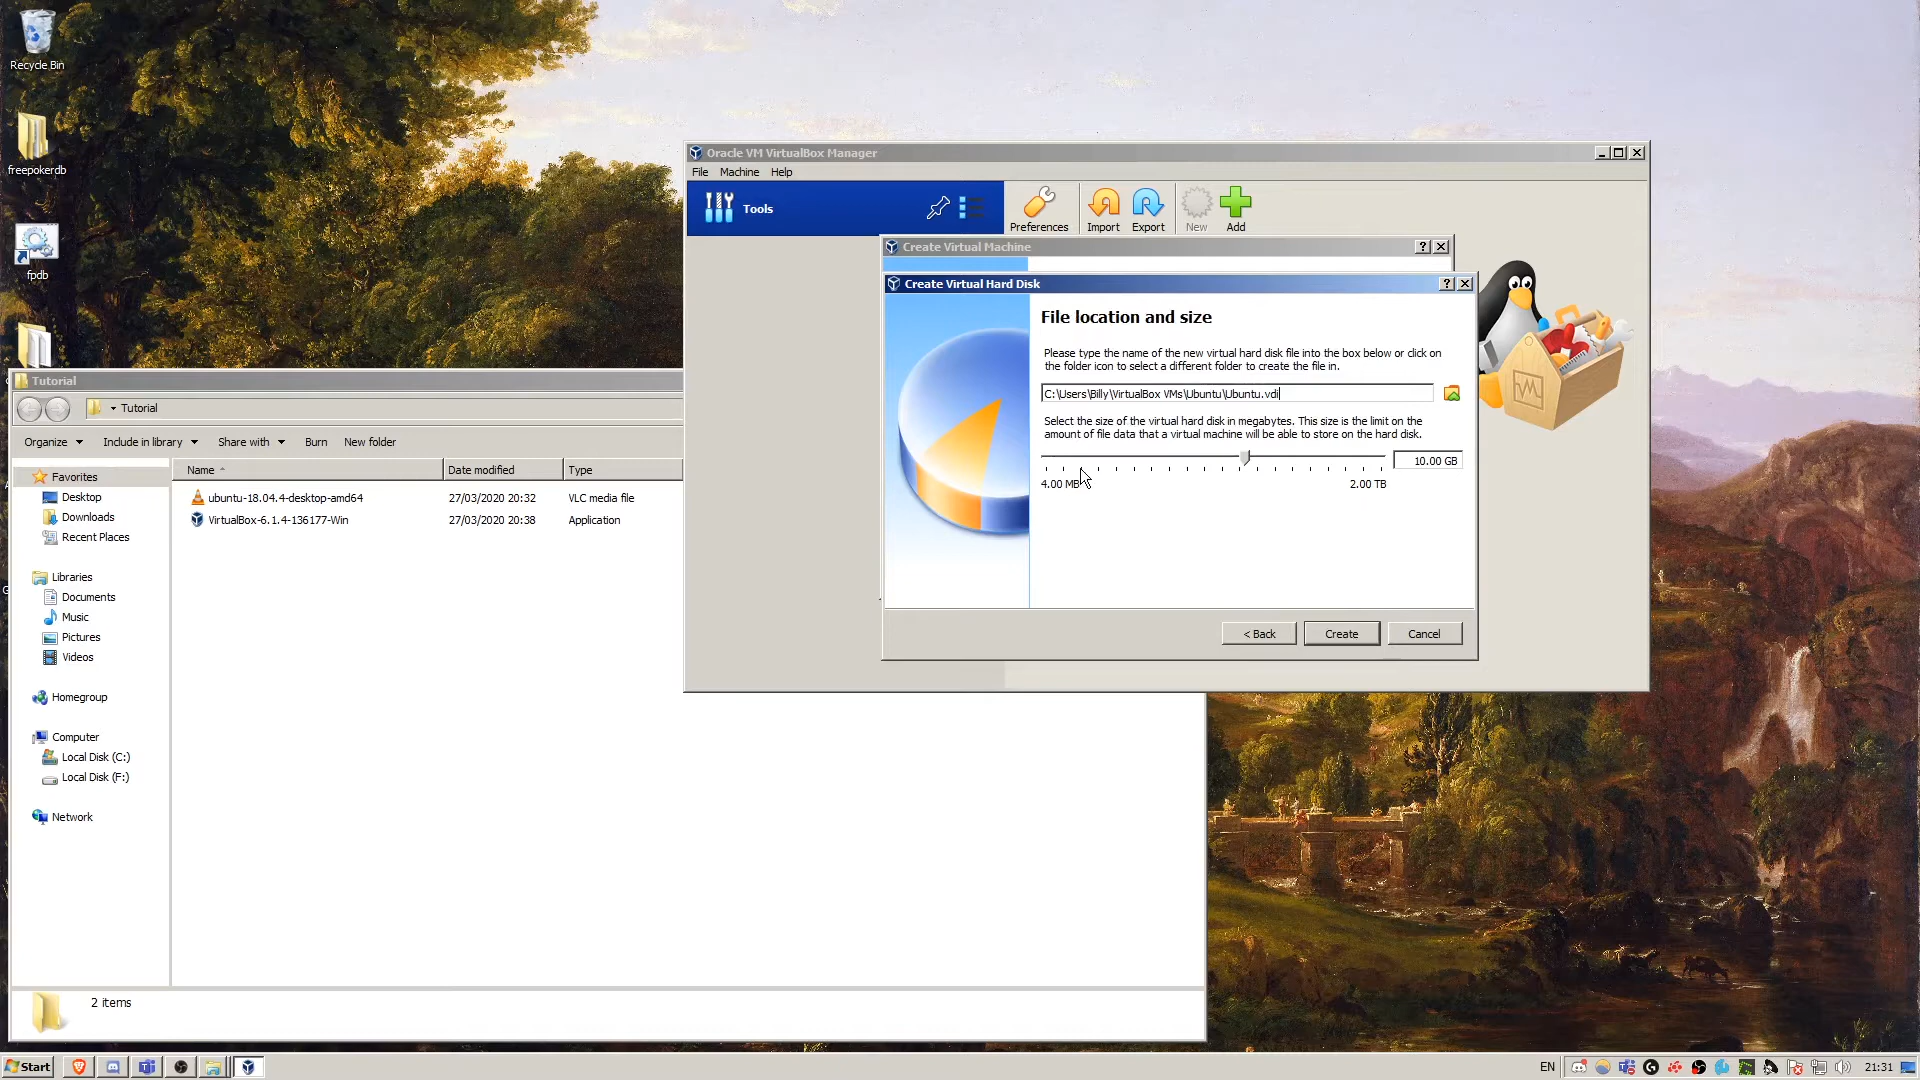 Recycle Bin
freepokerdb
fpdb
Oracle VM VirtualBox Manager
File Machine Help
Tools
Preferences
Import
Export
New
Add
Create Virtual Machine
Create Virtual Hard Disk
File location and size
Please type the name of the new virtual hard disk file into the box below or click on
the folder icon to select a different folder to create the file in.
C:\Users\Billy\VirtualBox VMs\Ubuntu\Ubuntu.vdi
Select the size of the virtual hard disk in megabytes. This size is the limit on the
amount of file data that a virtual machine will be able to store on the hard disk.
10.00 GB
4.00 MB
2.00 TB
< Back
Create
Cancel
Tutorial
Tutorial
Organize Include in library Share with Burn New folder
Name Date modified Type
ubuntu-18.04.4-desktop-amd64 27/03/2020 20:32 VLC media file
VirtualBox-6.1.4-136177-Win 27/03/2020 20:38 Application
Favorites
Desktop
Downloads
Recent Places
Libraries
Documents
Music
Pictures
Videos
Homegroup
Computer
Local Disk (C:)
Local Disk (F:)
Network
2 items
Start
EN
21:31